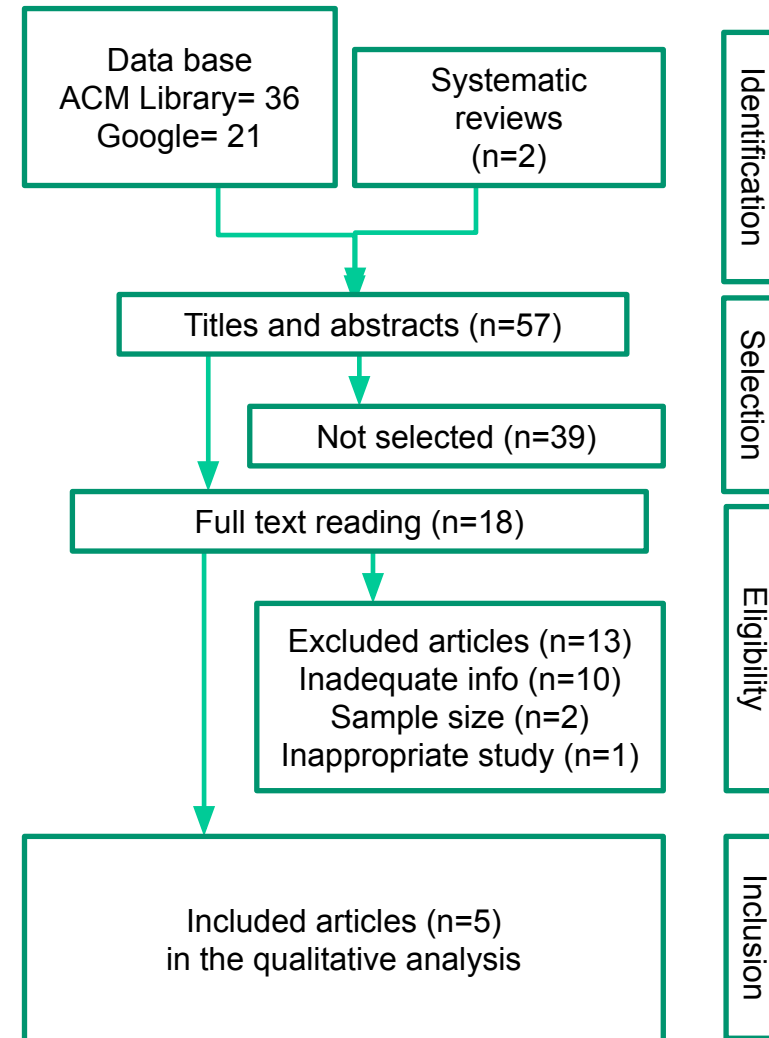 Data base
ACM Library= 36
Google= 21
Systematic
reviews
(n=2)
Identification
Titles and abstracts (n=57)
Not selected (n=39)
Selection
Full text reading (n=18)
Excluded articles (n=13)
Inadequate info (n=10)
Sample size (n=2)
Inappropriate study (n=1)
Eligibility
Included articles (n=5)
in the qualitative analysis
Inclusion